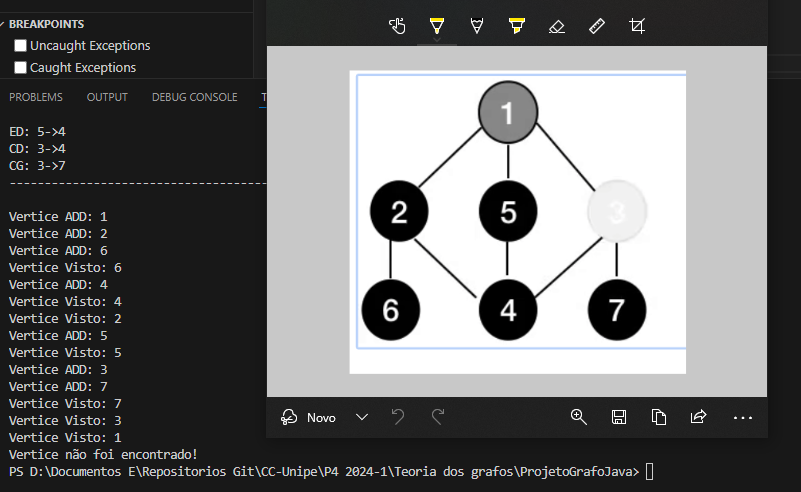 BREAKPOINTS
Uncaught Exceptions
Caught Exceptions
PROBLEMS OUTPUT DEBUG CONSOLE T
ED: 5->4
CD: 3->4
CG: 3->7
--------------------------------------
Vertice ADD: 1
Vertice ADD: 2
Vertice ADD: 6
Vertice Visto: 6
Vertice ADD: 4
Vertice Visto: 4
Vertice Visto: 2
Vertice ADD: 5
Vertice Visto: 5
Vertice ADD: 3
Vertice ADD: 7
Vertice Visto: 7
Vertice Visto: 3
Vertice Visto: 1
Vertice não foi encontrado!
PS D:\Documentos E\Repositorios Git\CC-Unipe\P4 2024-1\Teoria dos grafos\ProjetoGrafoJava>
1
2 5 3
6 4 7
Novo